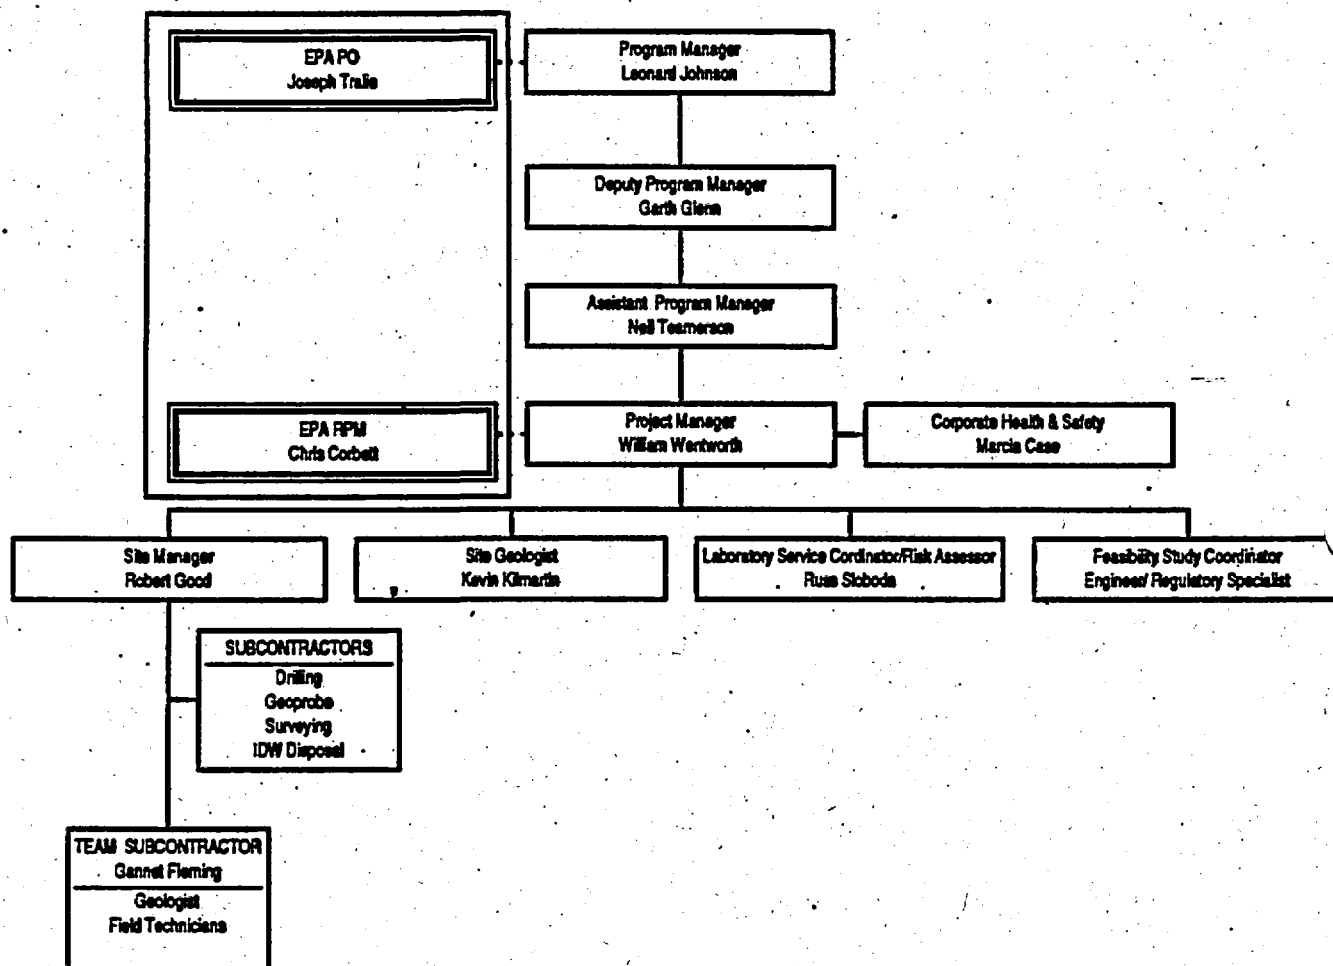 EPA PO
Joseph Tralie
Program Manager
Leonard Johnson
Deputy Program Manager
Garth Glenn
Assistant Program Manager
Neil Teamerson
EPA RPM
Chris Corbett
Project Manager
William Wentworth
Corporate Health & Safety
Marcia Case
Site Manager
Robert Good
Site Geologist
Kevin Kilmartin
Laboratory Service Cordinator/Risk Assessor
Russ Sloboda
Feasibility Study Coordinator
Engineer/ Regulatory Specialist
SUBCONTRACTORS
Drilling
Geoprobe
Surveying
IDW Disposal
TEAM SUBCONTRACTOR
Gannet Fleming
Geologist
Field Technicians